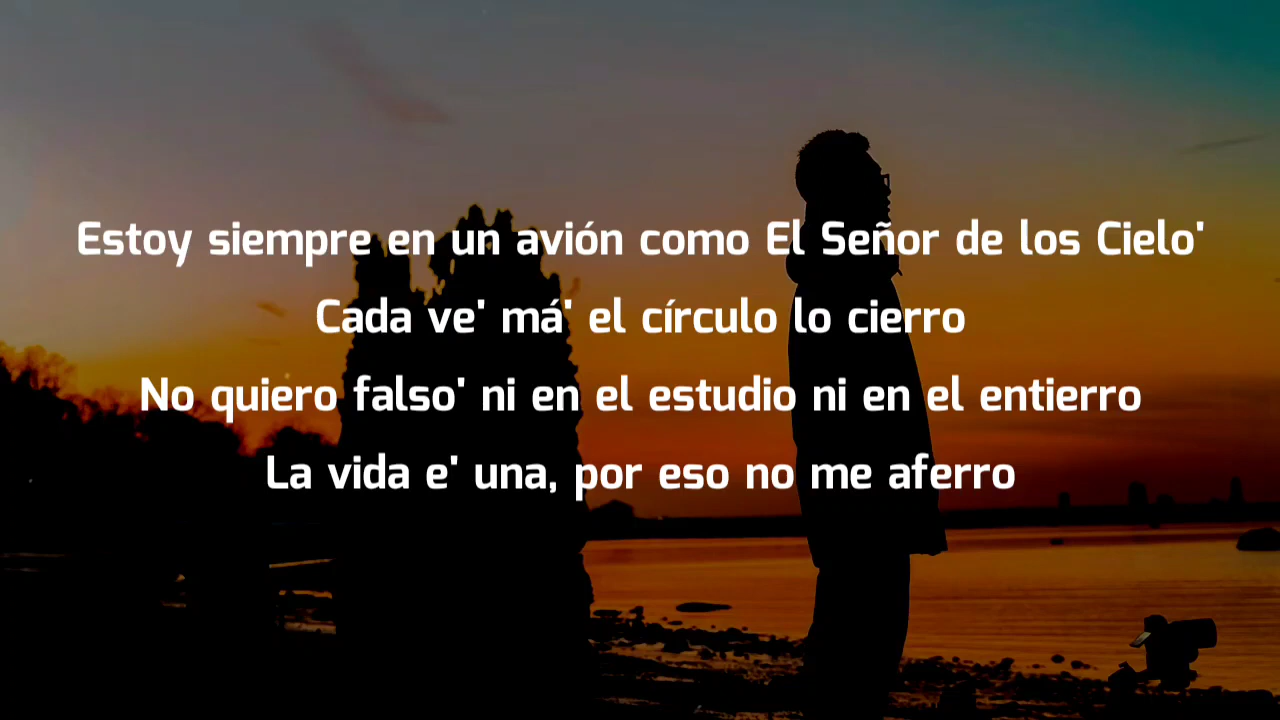 Estoy siempre en un avión como El Señor de los Cielo'
Cada ve' má' el círculo lo cierro
No quiero falso' ni en el estudio ni en el entierro
La vida e' una, por eso no me aferro